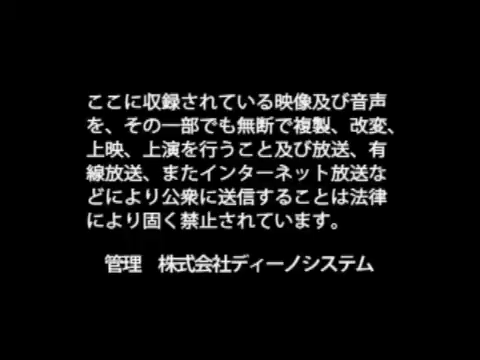 ここに収録されている映像及び音声
を、その一部でも無断で複製、改変、
上映、上演を行うこと及び放送、有
線放送、またインターネット放送な
どにより公衆に送信することは法律
により固く禁止されています。
管理　株式会社ディーノシステム